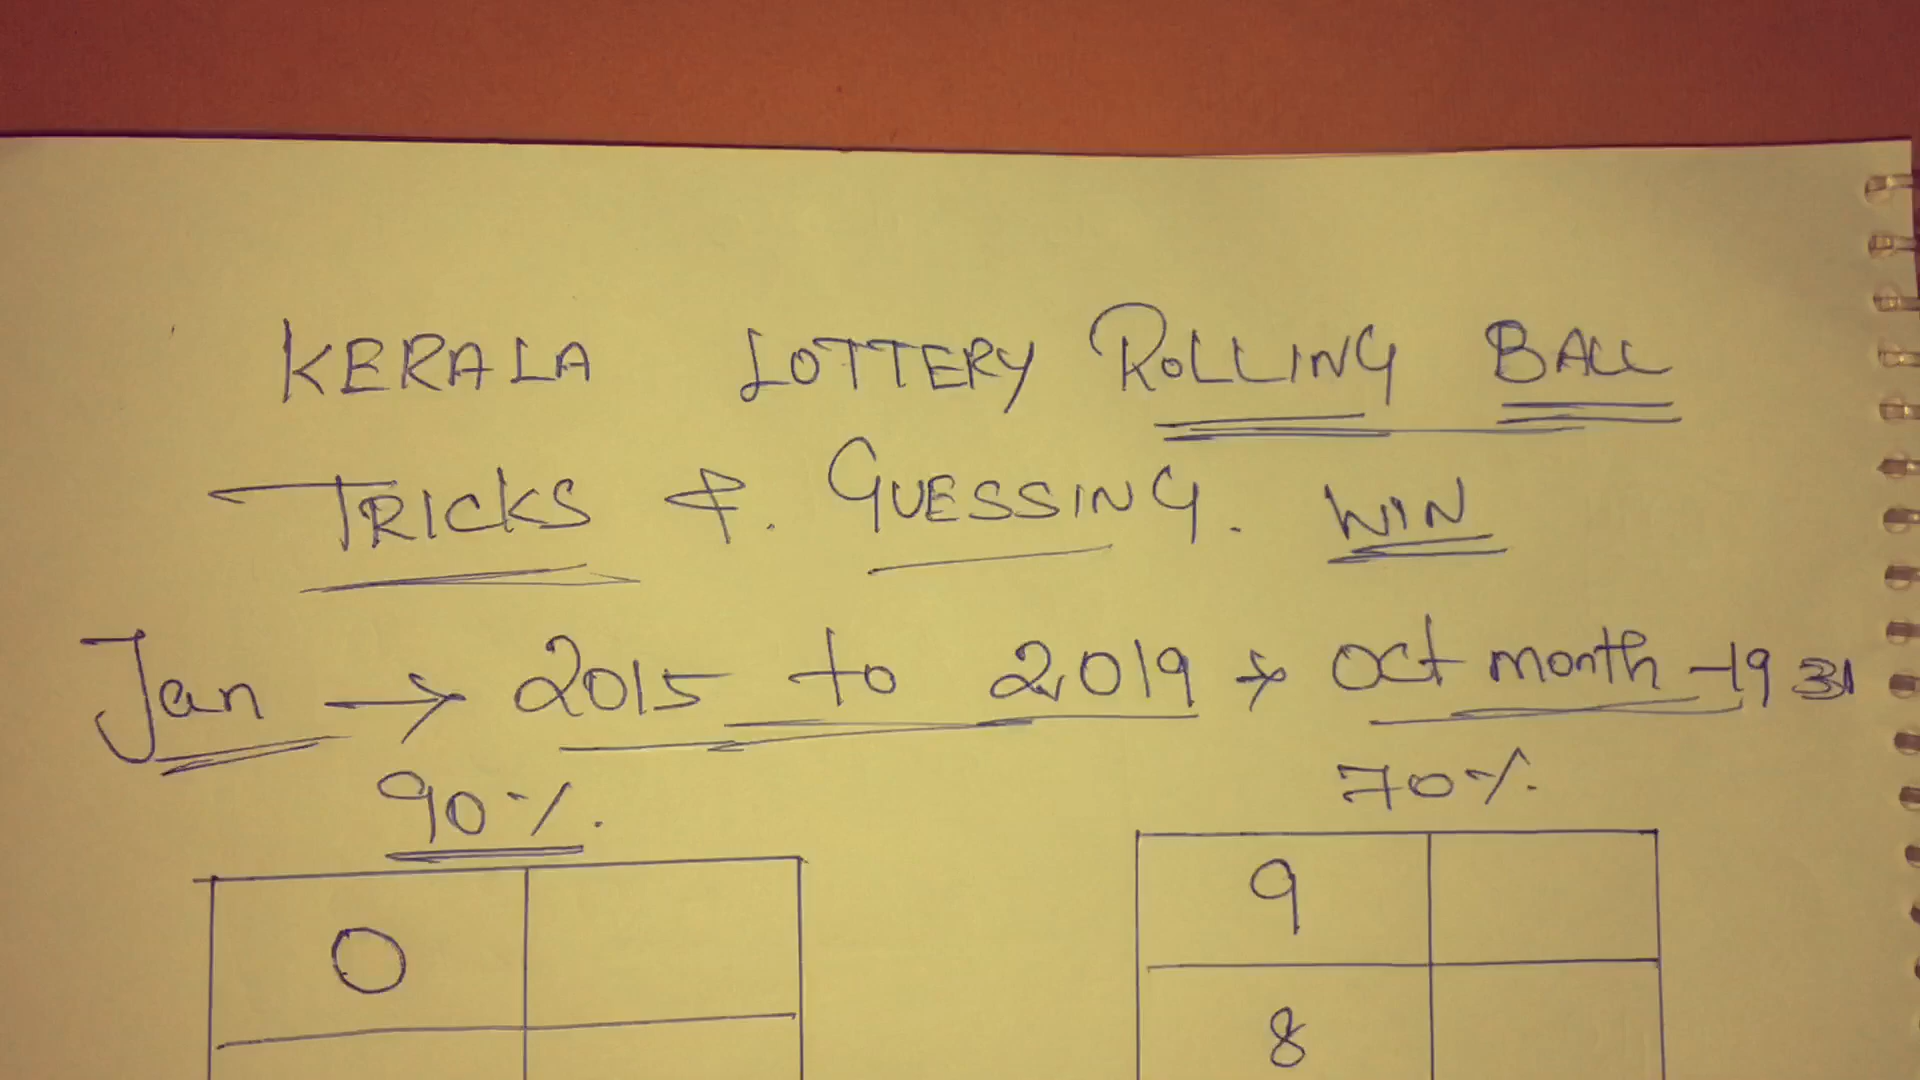 KERALA LOTTERY ROLLING BALL
TRICKS &. GUESSING. WIN
Jan → 2015 to 2019 → Oct month -19 31
90%.
70%.
0
9
8